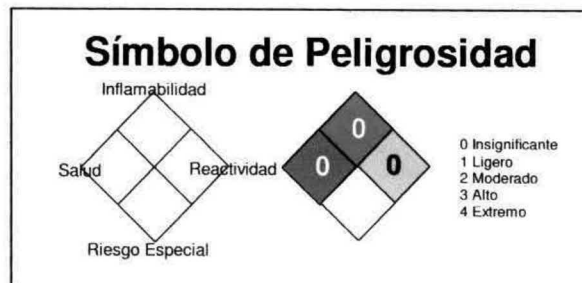 Símbolo de Peligrosidad
Inflamabilidad
Salud
Reactividad
Riesgo Especial
0
0
0
0 Insignificante
1 Ligero
2 Moderado
3 Alto
4 Extremo